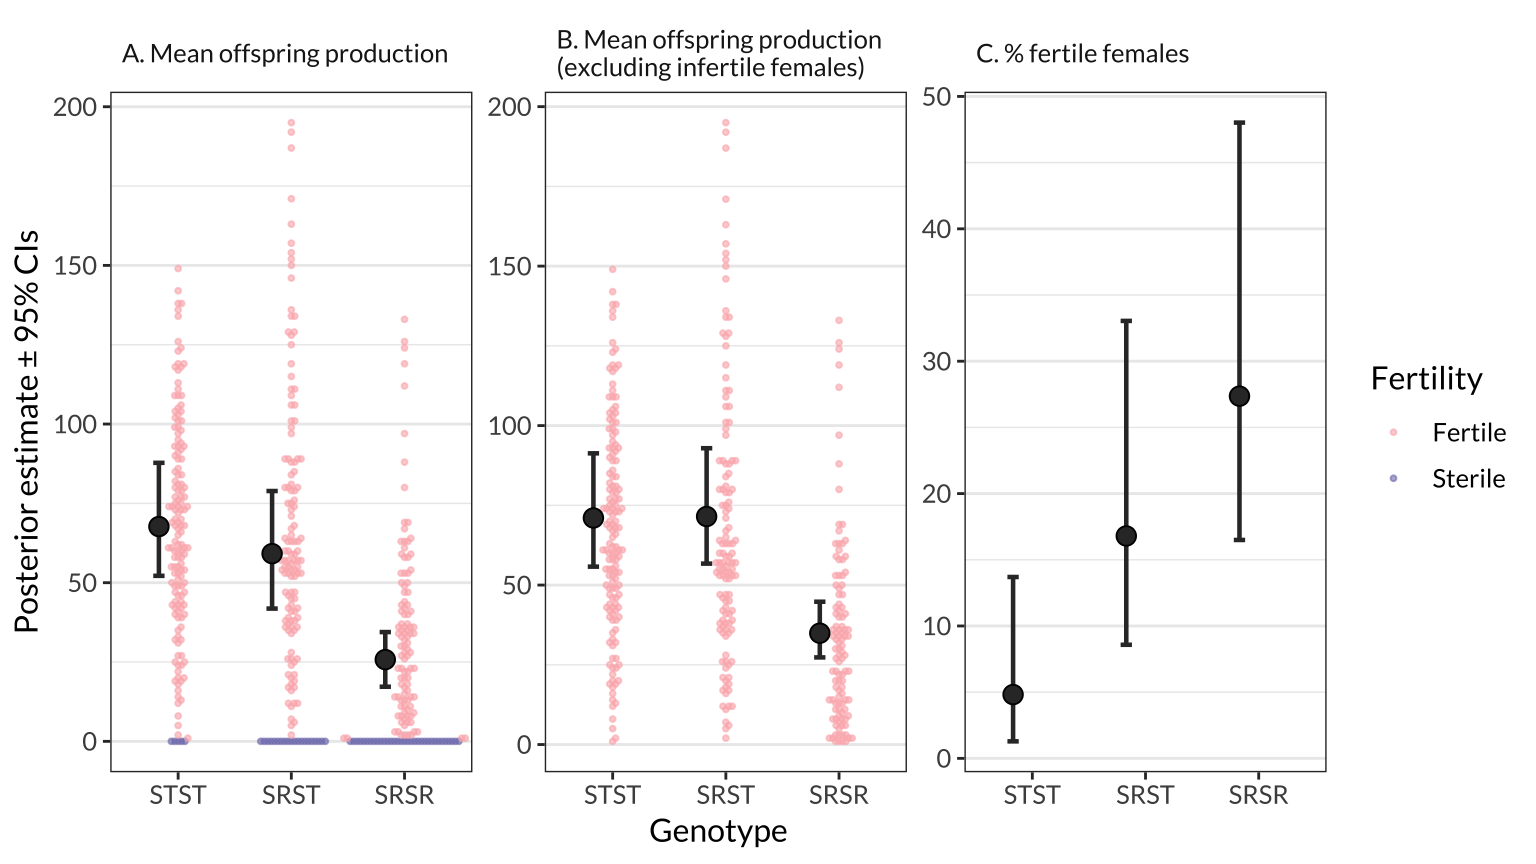 A. Mean offspring production
B. Mean offspring production
(excluding infertile females)
C. % fertile females
Posterior estimate ± 95% CIs
200
150
100
50
0
STST SRST SRSR
200
150
100
50
0
STST SRST SRSR
50
40
30
20
10
0
STST SRST SRSR
Genotype
Fertility
Fertile
Sterile